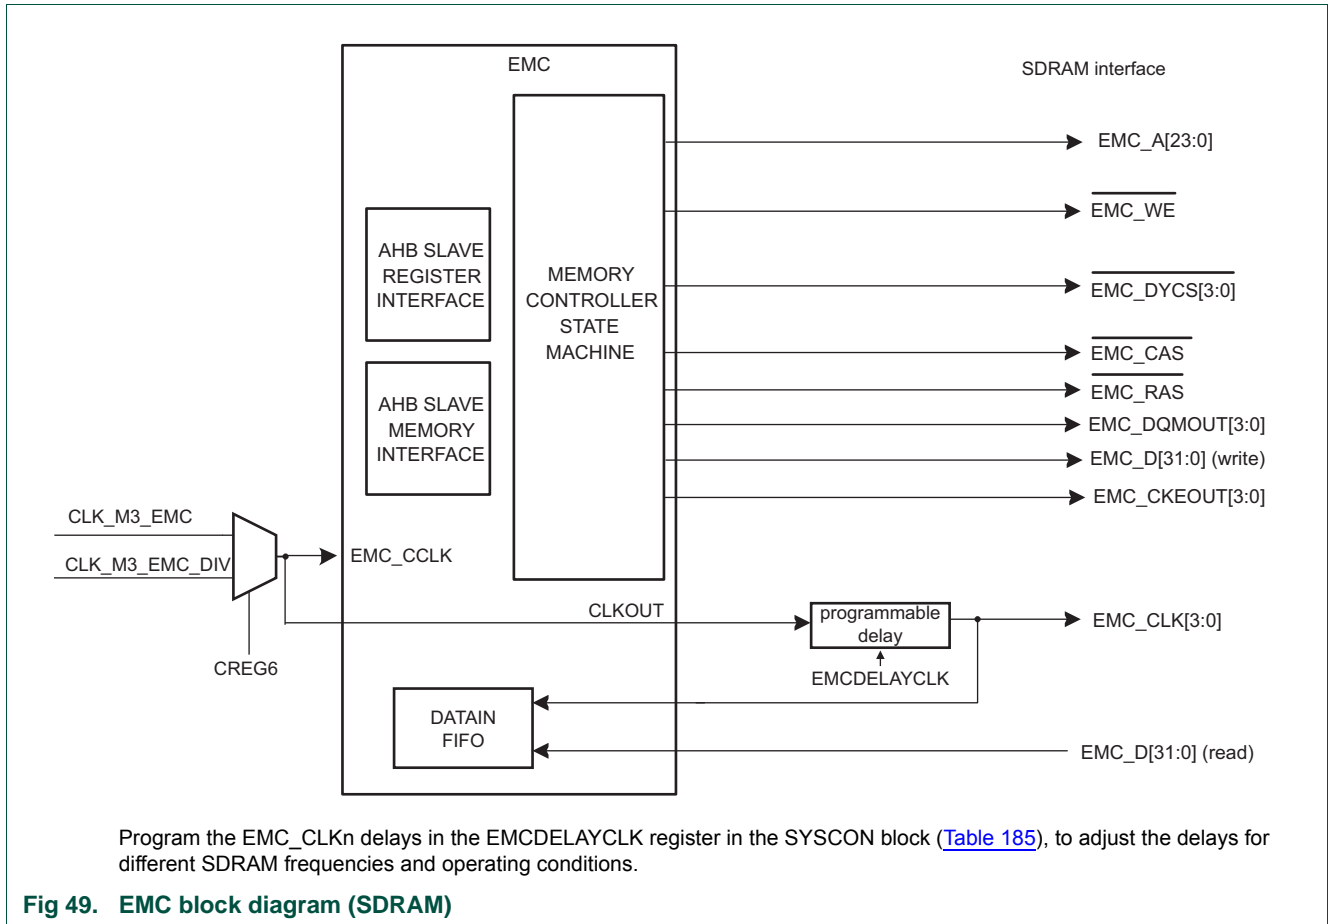 EMC
SDRAM interface
EMC_A[23:0]
EMC_WE
AHB SLAVE
REGISTER
INTERFACE
MEMORY
CONTROLLER
STATE
MACHINE
EMC_DYCS[3:0]
EMC_CAS
EMC_RAS
AHB SLAVE
MEMORY
INTERFACE
EMC_DQMOUT[3:0]
EMC_D[31:0] (write)
EMC_CKEOUT[3:0]
CLK_M3_EMC
CLK_M3_EMC_DIV
EMC_CCLK
CREG6
CLKOUT
programmable
delay
EMC_CLK[3:0]
EMCDELAYCLK
DATAIN
FIFO
EMC_D[31:0] (read)
Program the EMC_CLKn delays in the EMCDELAYCLK register in the SYSCON block (Table 185), to adjust the delays for
different SDRAM frequencies and operating conditions.
Fig 49. EMC block diagram (SDRAM)